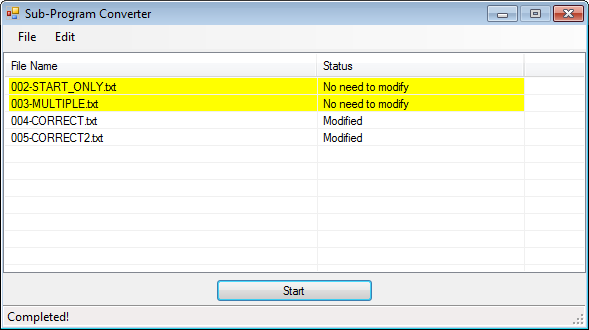 Sub-Program Converter
File Edit
File Name Status
002-START_ONLY.txt No need to modify
003-MULTIPLE.txt No need to modify
004-CORRECT.txt Modified
005-CORRECT2.txt Modified
Start
Completed!